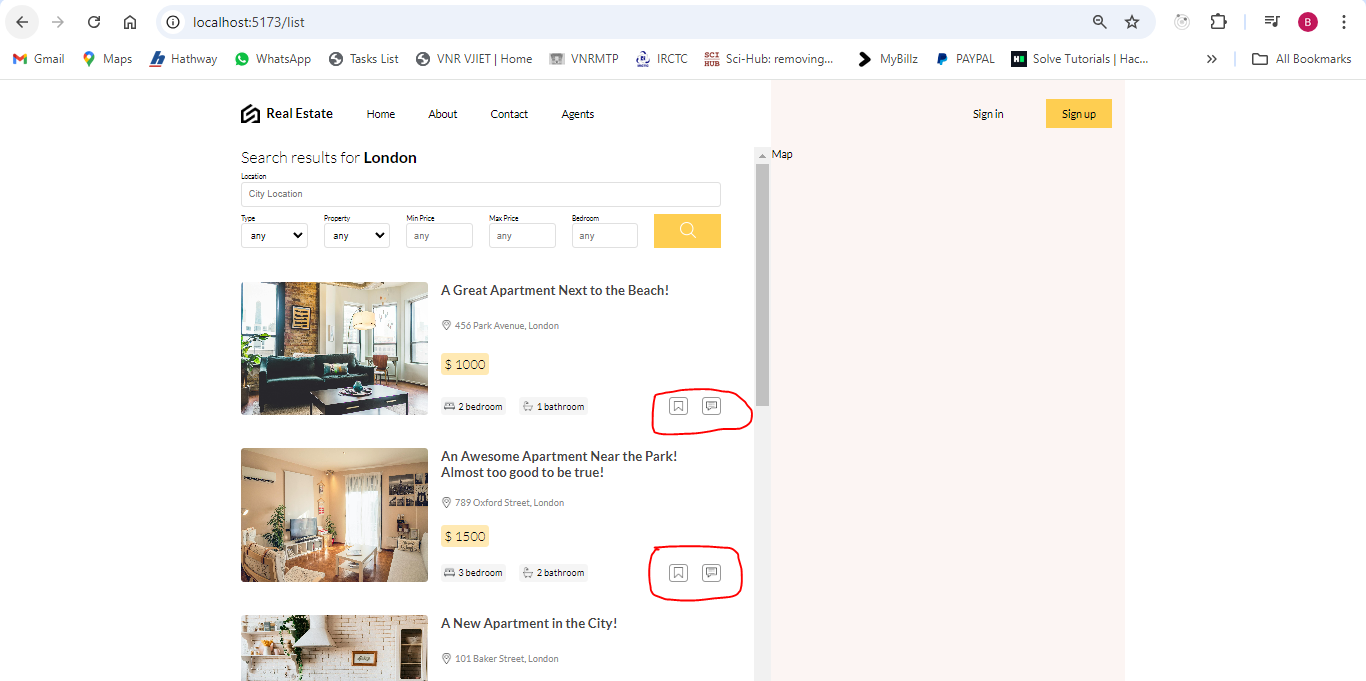 localhost:5173/list
B
Gmail Maps Hathway WhatsApp Tasks List VNR VJIET | Home VNRMTP IRCTC SCI HUB Sci-Hub: removing... MyBillz PAYPAL Solve Tutorials | Hac... » All Bookmarks
Real Estate Home About Contact Agents Sign in Sign up
Search results for London
Map
Location
City Location
Type Property Min Price Max Price Bedroom
any any any any any
A Great Apartment Next to the Beach!
456 Park Avenue, London
$ 1000
2 bedroom 1 bathroom
An Awesome Apartment Near the Park!
Almost too good to be true!
789 Oxford Street, London
$ 1500
3 bedroom 2 bathroom
A New Apartment in the City!
101 Baker Street, London